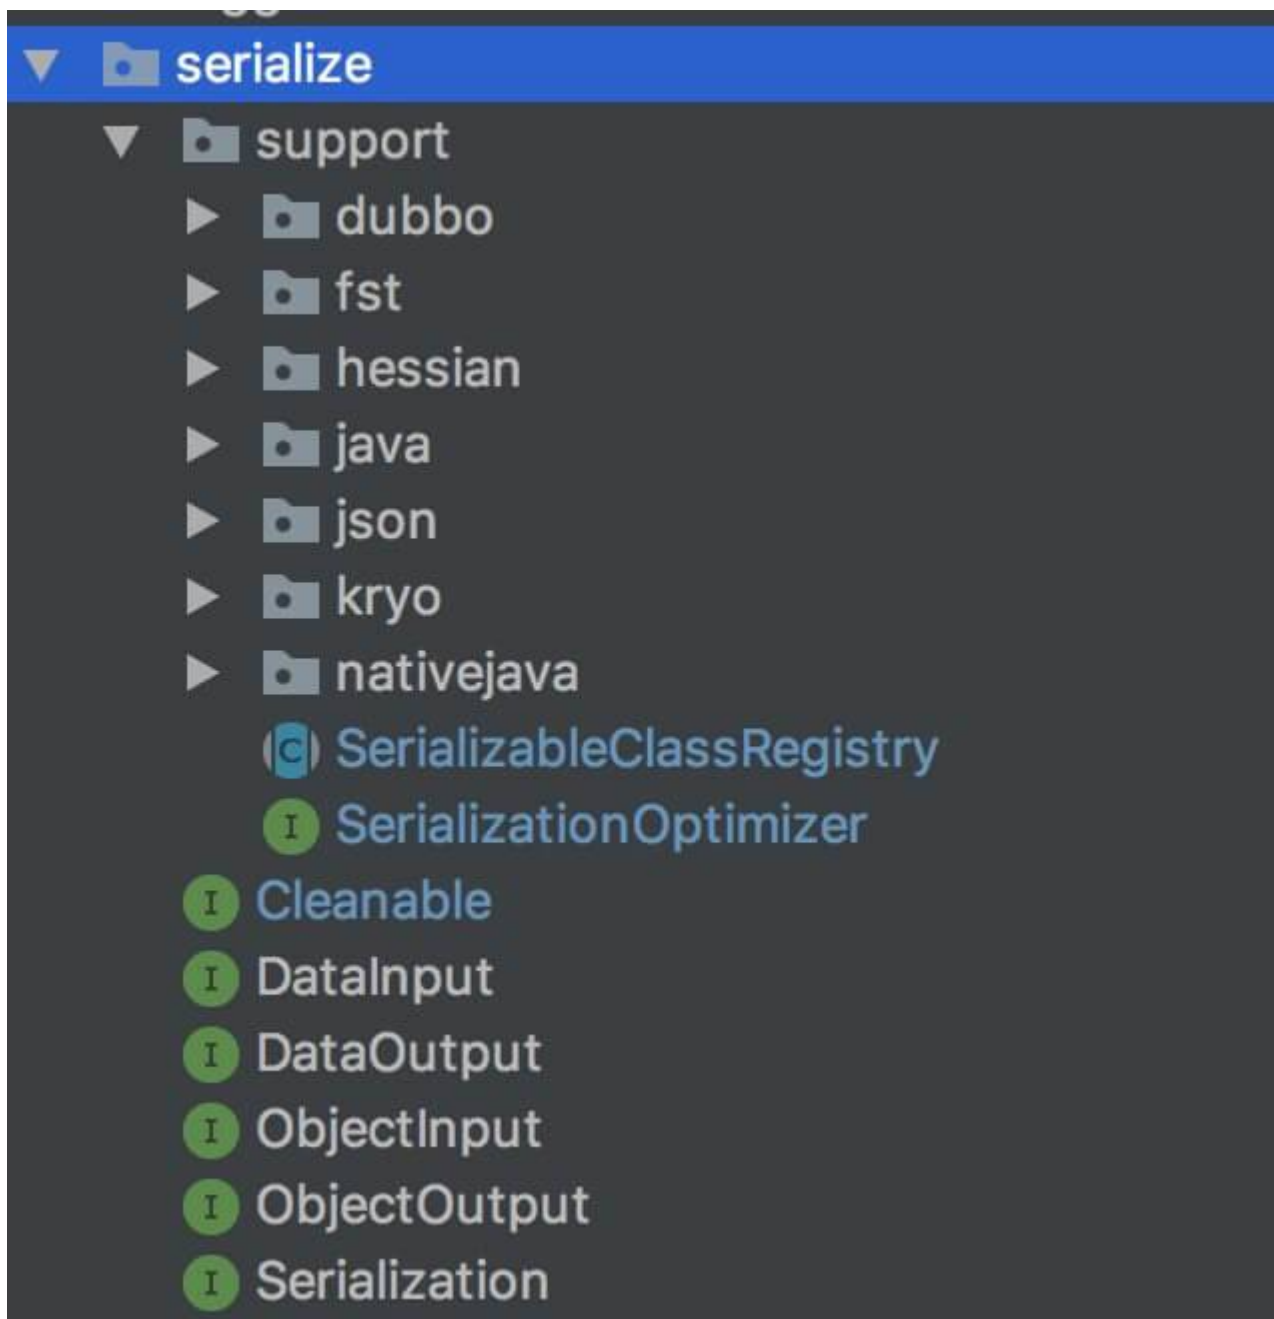 serialize
support
dubbo
fst
hessian
java
json
kryo
nativejava
SerializableClassRegistry
SerializationOptimizer
Cleanable
DataInput
DataOutput
ObjectInput
ObjectOutput
Serialization